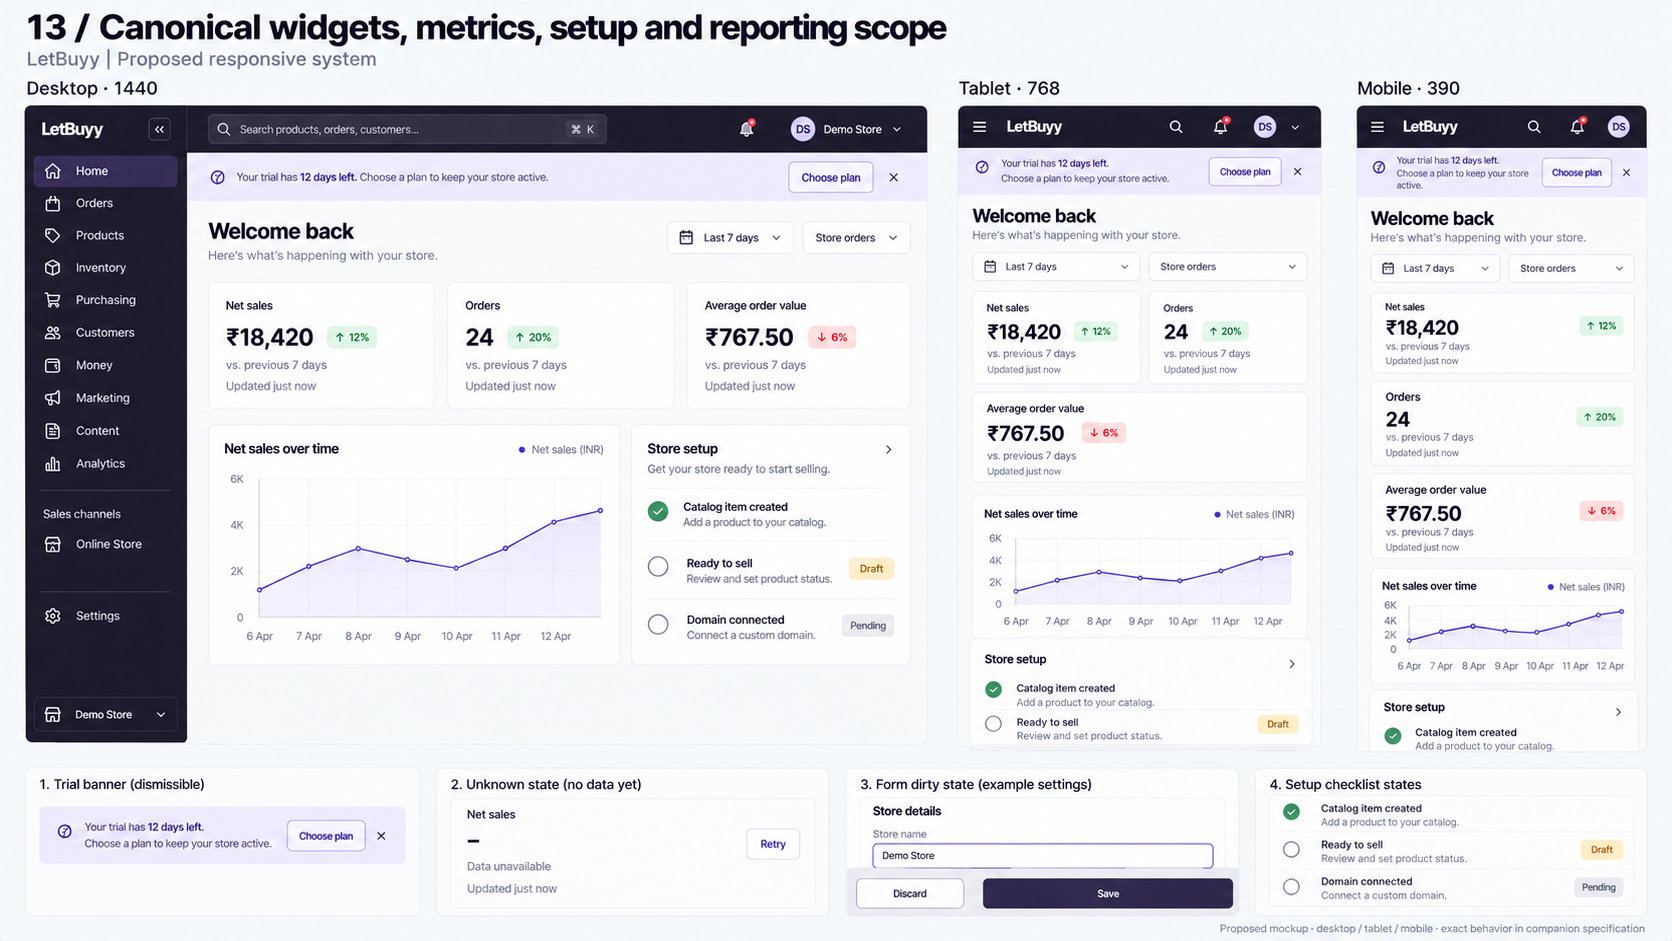 13 / Canonical widgets, metrics, setup and reporting scope
LetBuyy | Proposed responsive system
Desktop · 1440
LetBuyy
Search products, orders, customers...
⌘ K
DS
Demo Store
Home
Orders
Products
Inventory
Purchasing
Customers
Money
Marketing
Content
Analytics
Sales channels
Online Store
Settings
Demo Store
Your trial has 12 days left. Choose a plan to keep your store active.
Choose plan
Welcome back
Here's what's happening with your store.
Last 7 days
Store orders
Net sales
₹18,420
↑ 12%
vs. previous 7 days
Updated just now
Orders
24
↑ 20%
vs. previous 7 days
Updated just now
Average order value
₹767.50
↓ 6%
vs. previous 7 days
Updated just now
Net sales over time
Net sales (INR)
6K
4K
2K
0
6 Apr 7 Apr 8 Apr 9 Apr 10 Apr 11 Apr 12 Apr
Store setup
Get your store ready to start selling.
Catalog item created
Add a product to your catalog.
Ready to sell
Review and set product status.
Draft
Domain connected
Connect a custom domain.
Pending
Tablet · 768
LetBuyy
DS
Your trial has 12 days left.
Choose a plan to keep your store active.
Choose plan
Welcome back
Here's what's happening with your store.
Last 7 days
Store orders
Net sales
₹18,420
↑ 12%
vs. previous 7 days
Updated just now
Orders
24
↑ 20%
vs. previous 7 days
Updated just now
Average order value
₹767.50
↓ 6%
vs. previous 7 days
Updated just now
Net sales over time
Net sales (INR)
6K
4K
2K
0
6 Apr 7 Apr 8 Apr 9 Apr 10 Apr 11 Apr 12 Apr
Store setup
Catalog item created
Add a product to your catalog.
Ready to sell
Review and set product status.
Draft
Mobile · 390
LetBuyy
DS
Your trial has 12 days left.
Choose a plan to keep your store
active.
Choose plan
Welcome back
Here's what's happening with your store.
Last 7 days
Store orders
Net sales
₹18,420
↑ 12%
vs. previous 7 days
Updated just now
Orders
24
↑ 20%
vs. previous 7 days
Updated just now
Average order value
₹767.50
↓ 6%
vs. previous 7 days
Updated just now
Net sales over time
Net sales (INR)
6K
4K
2K
0
6 Apr 7 Apr 8 Apr 9 Apr 10 Apr 11 Apr 12 Apr
Store setup
Catalog item created
Add a product to your catalog.
1. Trial banner (dismissible)
Your trial has 12 days left.
Choose a plan to keep your store active.
Choose plan
2. Unknown state (no data yet)
Net sales
–
Data unavailable
Updated just now
Retry
3. Form dirty state (example settings)
Store details
Store name
Demo Store
Discard
Save
4. Setup checklist states
Catalog item created
Add a product to your catalog.
Ready to sell
Review and set product status.
Draft
Domain connected
Connect a custom domain.
Pending
Proposed mockup · desktop / tablet / mobile · exact behavior in companion specification